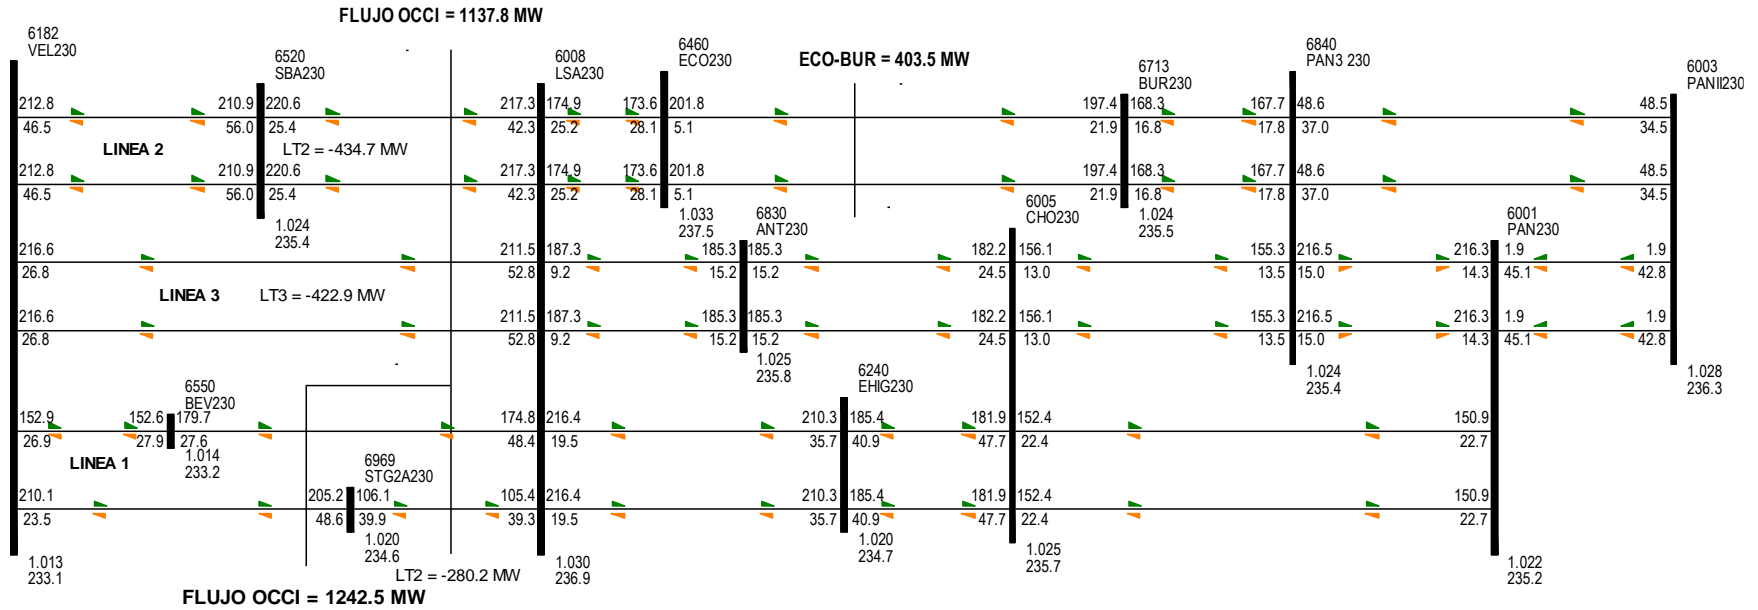 FLUJO OCCI = 1137.8 MW
6182
VEL230
6520
SBA230
6008
LSA230
6460
ECO230
ECO-BUR = 403.5 MW
6713
BUR230
6840
PAN3 230
6003
PANII230
212.8 210.9 220.6 217.3 174.9 173.6 201.8 197.4 168.3 167.7 48.6 48.5
46.5 56.0 25.4 42.3 25.2 28.1 5.1 21.9 16.8 17.8 37.0 34.5
LINEA 2 LT2 = -434.7 MW
212.8 210.9 220.6 217.3 174.9 173.6 201.8 197.4 168.3 167.7 48.6 48.5
46.5 56.0 25.4 42.3 25.2 28.1 5.1 21.9 16.8 17.8 37.0 34.5
1.024
235.4
1.033
237.5
6830
ANT230
6005
CHO230
1.024
235.5
6001
PAN230
216.6 211.5 187.3 185.3 185.3 182.2 156.1 155.3 216.5 216.3 1.9 1.9
26.8 52.8 9.2 15.2 15.2 24.5 13.0 13.5 15.0 14.3 45.1 42.8
LINEA 3 LT3 = -422.9 MW
216.6 211.5 187.3 185.3 185.3 182.2 156.1 155.3 216.5 216.3 1.9 1.9
26.8 52.8 9.2 15.2 15.2 24.5 13.0 13.5 15.0 14.3 45.1 42.8
1.025
235.8
1.024
235.4
1.028
236.3
6550
BEV230
6240
EHIG230
152.9 152.6 179.7 174.8 216.4 210.3 185.4 181.9 152.4 150.9
26.9 27.9 27.6 48.4 19.5 35.7 40.9 47.7 22.4 22.7
1.014
233.2
LINEA 1
6969
STG2A230
210.1 205.2 106.1 105.4 216.4 210.3 185.4 181.9 152.4 150.9
23.5 48.6 39.9 39.3 19.5 35.7 40.9 47.7 22.4 22.7
1.020
234.6
1.020
234.7
1.013
233.1
1.030
236.9
1.025
235.7
1.022
235.2
LT2 = -280.2 MW
FLUJO OCCI = 1242.5 MW